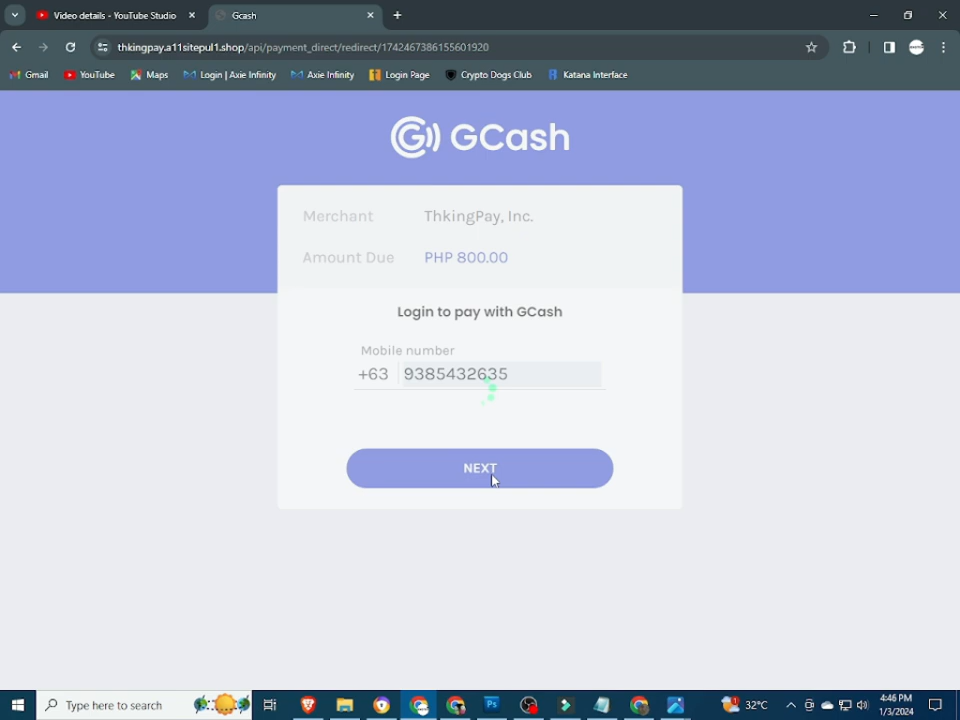 Video details - YouTube Studio
Gcash
thkingpay.a11sitepul1.shop/api/payment_direct/redirect/1742467386155601920
Gmail YouTube Maps Login | Axie Infinity Axie Infinity Login Page Crypto Dogs Club Katana Interface
GCash
Merchant ThkingPay, Inc.
Amount Due PHP 800.00
Login to pay with GCash
Mobile number
+63 9385432635
NEXT
Type here to search
Ps
32°C
4:46 PM
1/3/2024